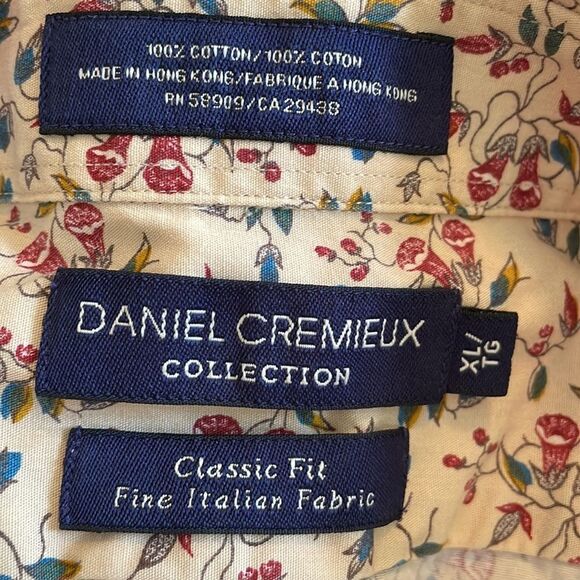 100% COTTON/100% COTON
MADE IN HONG KONG/FABRIQUE A HONG KONG
RN 58909/CA 29438
DANIEL CREMIEUX
COLLECTION
XL/
TG
Classic Fit
Fine Italian Fabric